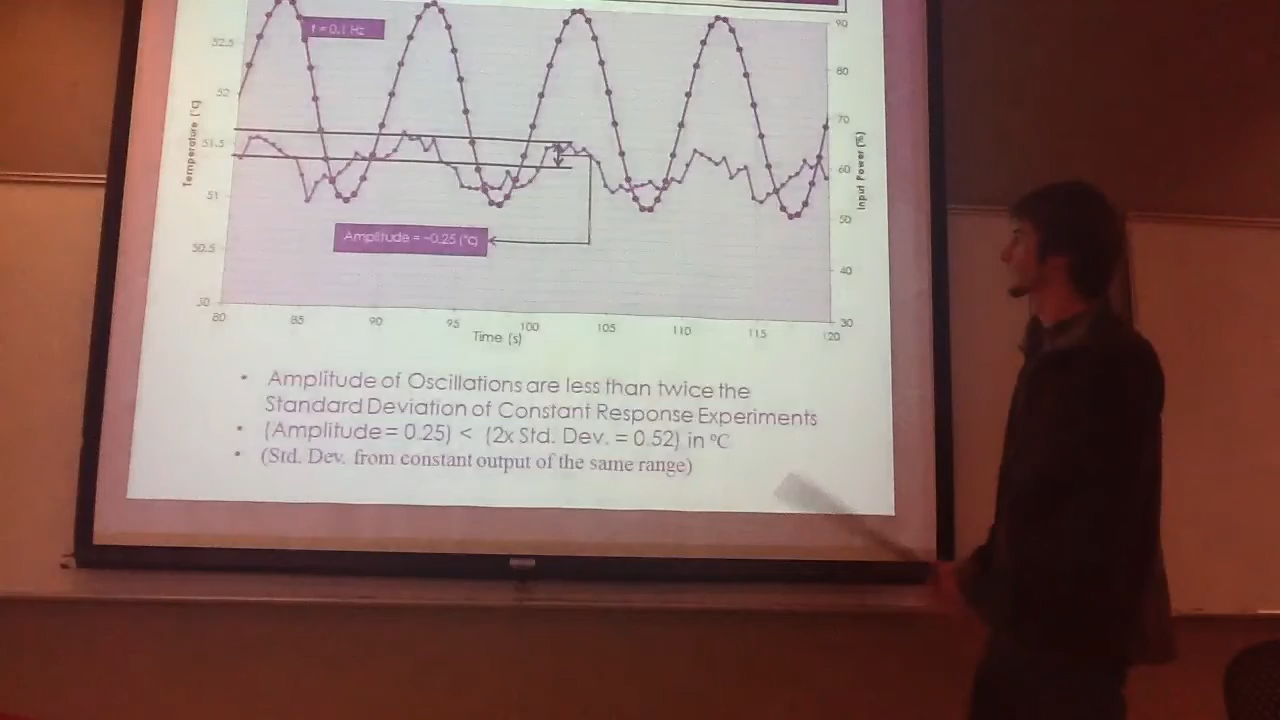 90
f = 0.1 Hz
52.5
80
52
70
Temperature (°C)
51.5
Input Power (%)
60
51
50
Amplitude = ~0.25 (°C)
50.5
40
50
30
80 85 90 95 100 105 110 115 120
Time (s)
• Amplitude of Oscillations are less than twice the
Standard Deviation of Constant Response Experiments
• (Amplitude = 0.25) < (2x Std. Dev. = 0.52) in °C
• (Std. Dev. from constant output of the same range)